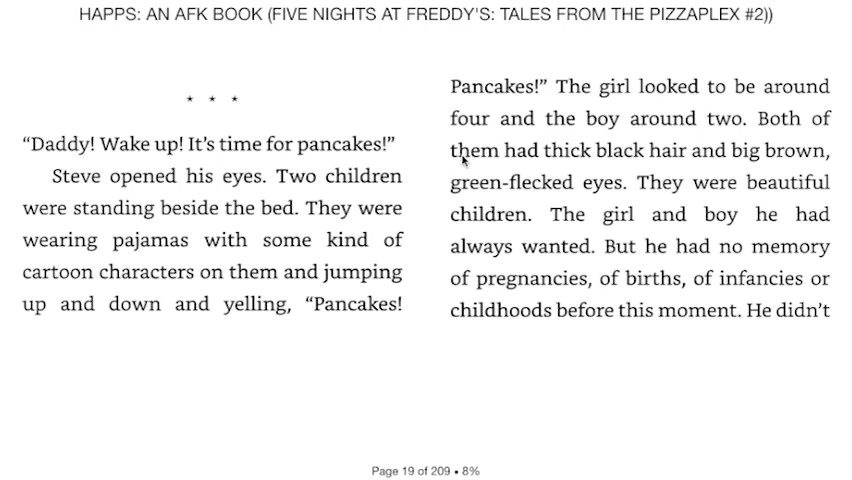 HAPPS: AN AFK BOOK (FIVE NIGHTS AT FREDDY'S: TALES FROM THE PIZZAPLEX #2))
* * *
“Daddy! Wake up! It’s time for pancakes!”
Steve opened his eyes. Two children
were standing beside the bed. They were
wearing pajamas with some kind of
cartoon characters on them and jumping
up and down and yelling, “Pancakes!
Pancakes!” The girl looked to be around
four and the boy around two. Both of
them had thick black hair and big brown,
green-flecked eyes. They were beautiful
children. The girl and boy he had
always wanted. But he had no memory
of pregnancies, of births, of infancies or
childhoods before this moment. He didn’t
Page 19 of 209 • 8%